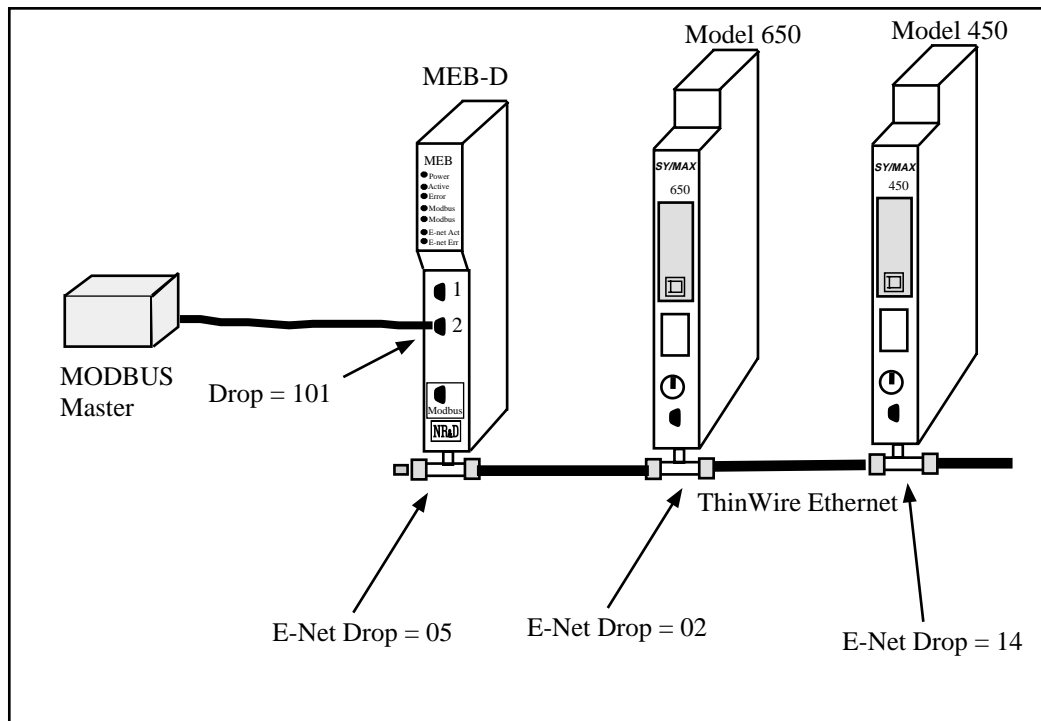 Model 650
Model 450
MEB-D
MEB
Power
Active
Error
Modbus
Modbus
E-net Act
E-net Err
SY/MAX
650
SY/MAX
450
1
2
MODBUS
Master
Drop = 101
Modbus
NR&D
ThinWire Ethernet
E-Net Drop = 05
E-Net Drop = 02
E-Net Drop = 14